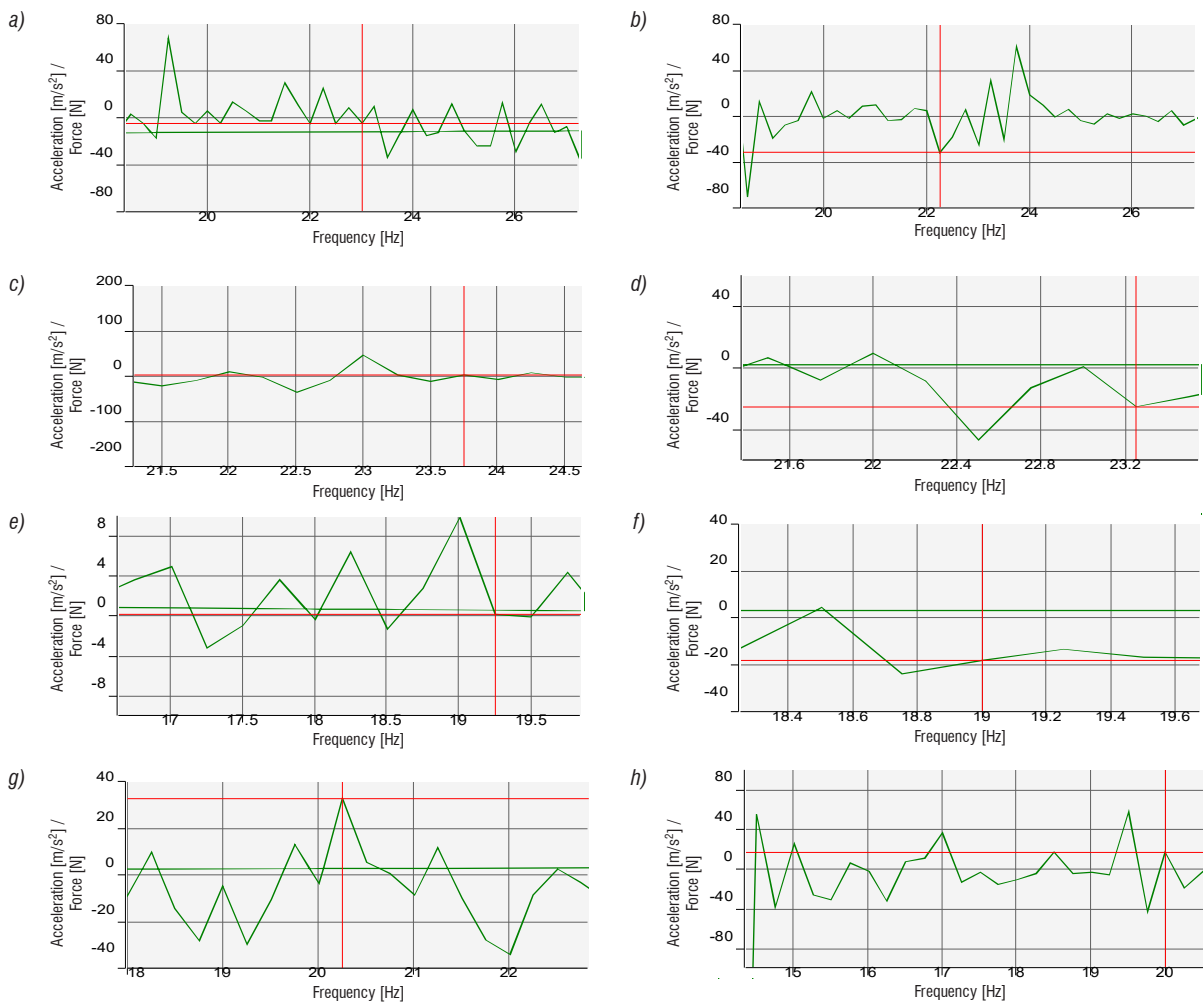 a)
Acceleration [m/s²] /
Force [N]
80
40
0
-40
-80
20 22 24 26
Frequency [Hz]
b)
Acceleration [m/s²] /
Force [N]
80
40
0
-40
-80
20 22 24 26
Frequency [Hz]
c)
Acceleration [m/s²] /
Force [N]
200
100
0
-100
-200
21.5 22 22.5 23 23.5 24 24.5
Frequency [Hz]
d)
Acceleration [m/s²] /
Force [N]
40
0
-40
21.6 22 22.4 22.8 23.2
Frequency [Hz]
e)
Acceleration [m/s²] /
Force [N]
8
4
0
-4
-8
17 17.5 18 18.5 19 19.5
Frequency [Hz]
f)
Acceleration [m/s²] /
Force [N]
40
20
0
-20
-40
18.4 18.6 18.8 19 19.2 19.4 19.6
Frequency [Hz]
g)
Acceleration [m/s²] /
Force [N]
40
20
0
-20
-40
18 19 20 21 22
Frequency [Hz]
h)
Acceleration [m/s²] /
Force [N]
80
40
0
-40
-80
15 16 17 18 19 20
Frequency [Hz]